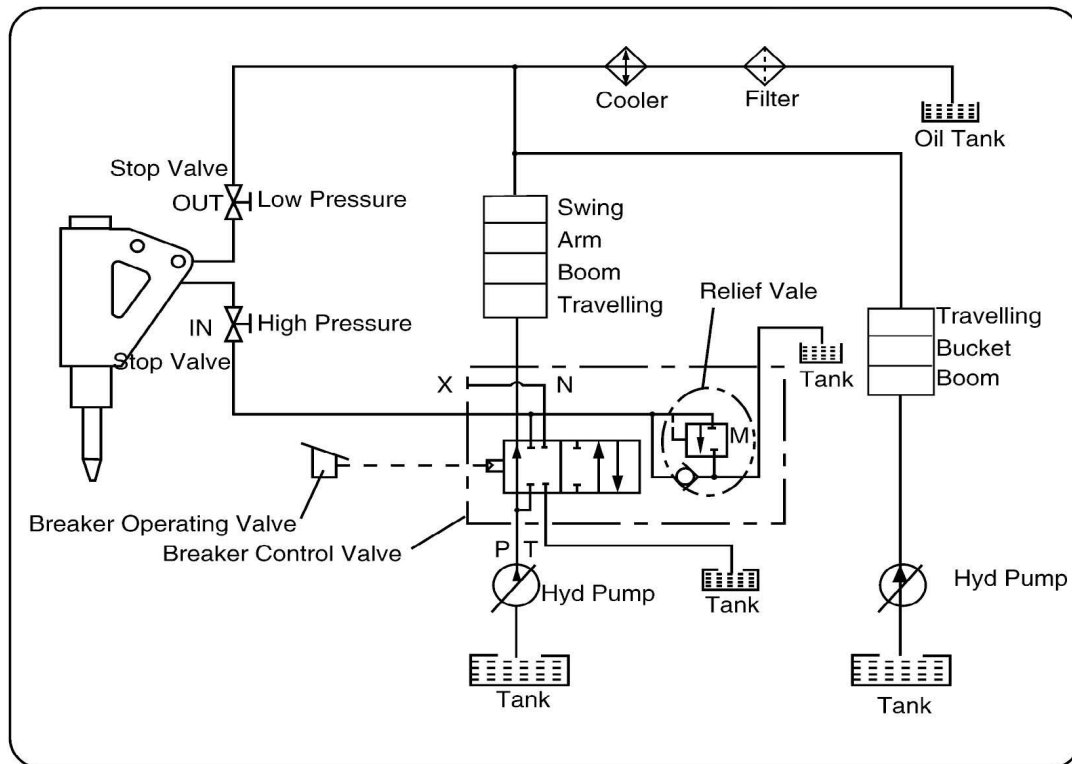 Cooler
Filter
Oil Tank
Stop Valve
OUT
Low Pressure
Swing
Arm
Boom
Travelling
Relief Vale
IN
High Pressure
Stop Valve
Travelling
Bucket
Boom
Tank
X
N
M
Breaker Operating Valve
Breaker Control Valve
P T
Hyd Pump
Tank
Hyd Pump
Tank
Tank